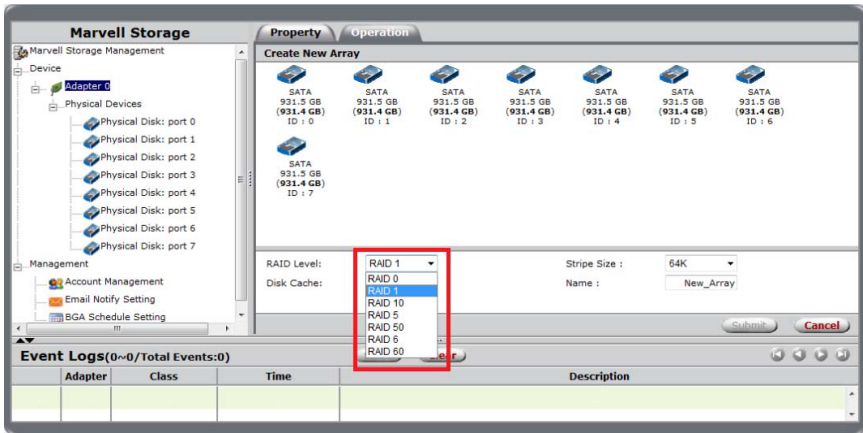 Marvell Storage
Property
Operation
Marvell Storage Management
Device
Adapter 0
Physical Devices
Physical Disk: port 0
Physical Disk: port 1
Physical Disk: port 2
Physical Disk: port 3
Physical Disk: port 4
Physical Disk: port 5
Physical Disk: port 6
Physical Disk: port 7
Management
Account Management
Email Notify Setting
BGA Schedule Setting
Create New Array
SATA
931.5 GB
(931.4 GB)
ID : 0
SATA
931.5 GB
(931.4 GB)
ID : 1
SATA
931.5 GB
(931.4 GB)
ID : 2
SATA
931.5 GB
(931.4 GB)
ID : 3
SATA
931.5 GB
(931.4 GB)
ID : 4
SATA
931.5 GB
(931.4 GB)
ID : 5
SATA
931.5 GB
(931.4 GB)
ID : 6
SATA
931.5 GB
(931.4 GB)
ID : 7
RAID Level:
RAID 1
RAID 0
RAID 1
RAID 10
RAID 5
RAID 50
RAID 6
RAID 60
Stripe Size :
64K
Disk Cache:
Name :
New_Array
Submit
Cancel
Event Logs(0~0/Total Events:0)
Adapter
Class
Time
Description